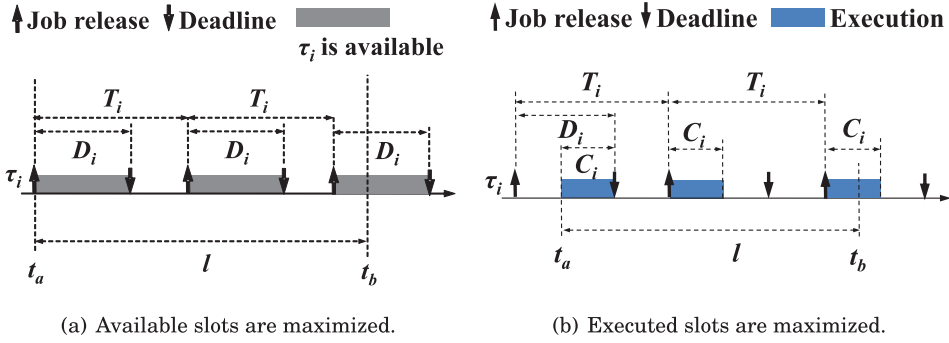 Job release Deadline
τi is available
Ti Ti
Di Di Di
τi
ta l tb
(a) Available slots are maximized.
Job release Deadline Execution
Ti Ti
Di Ci Ci
Ci
τi
ta l tb
(b) Executed slots are maximized.